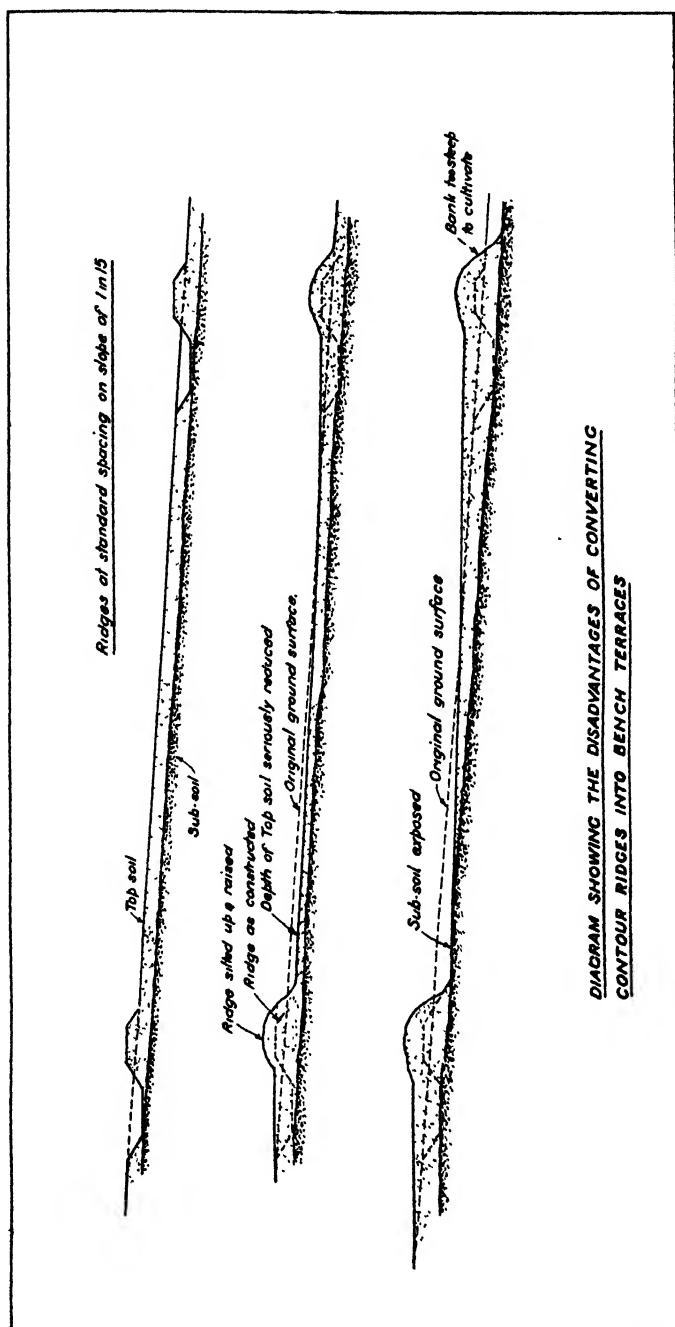 Ridges at standard spacing on slope of 1 in 15
Top soil
Sub-soil
Ridge silted up & raised
Ridge as constructed
Depth of Top soil seriously reduced
Original ground surface.
Bank too steep
to cultivate
Sub-soil exposed
Original ground surface
DIAGRAM SHOWING THE DISADVANTAGES OF CONVERTING
CONTOUR RIDGES INTO BENCH TERRACES